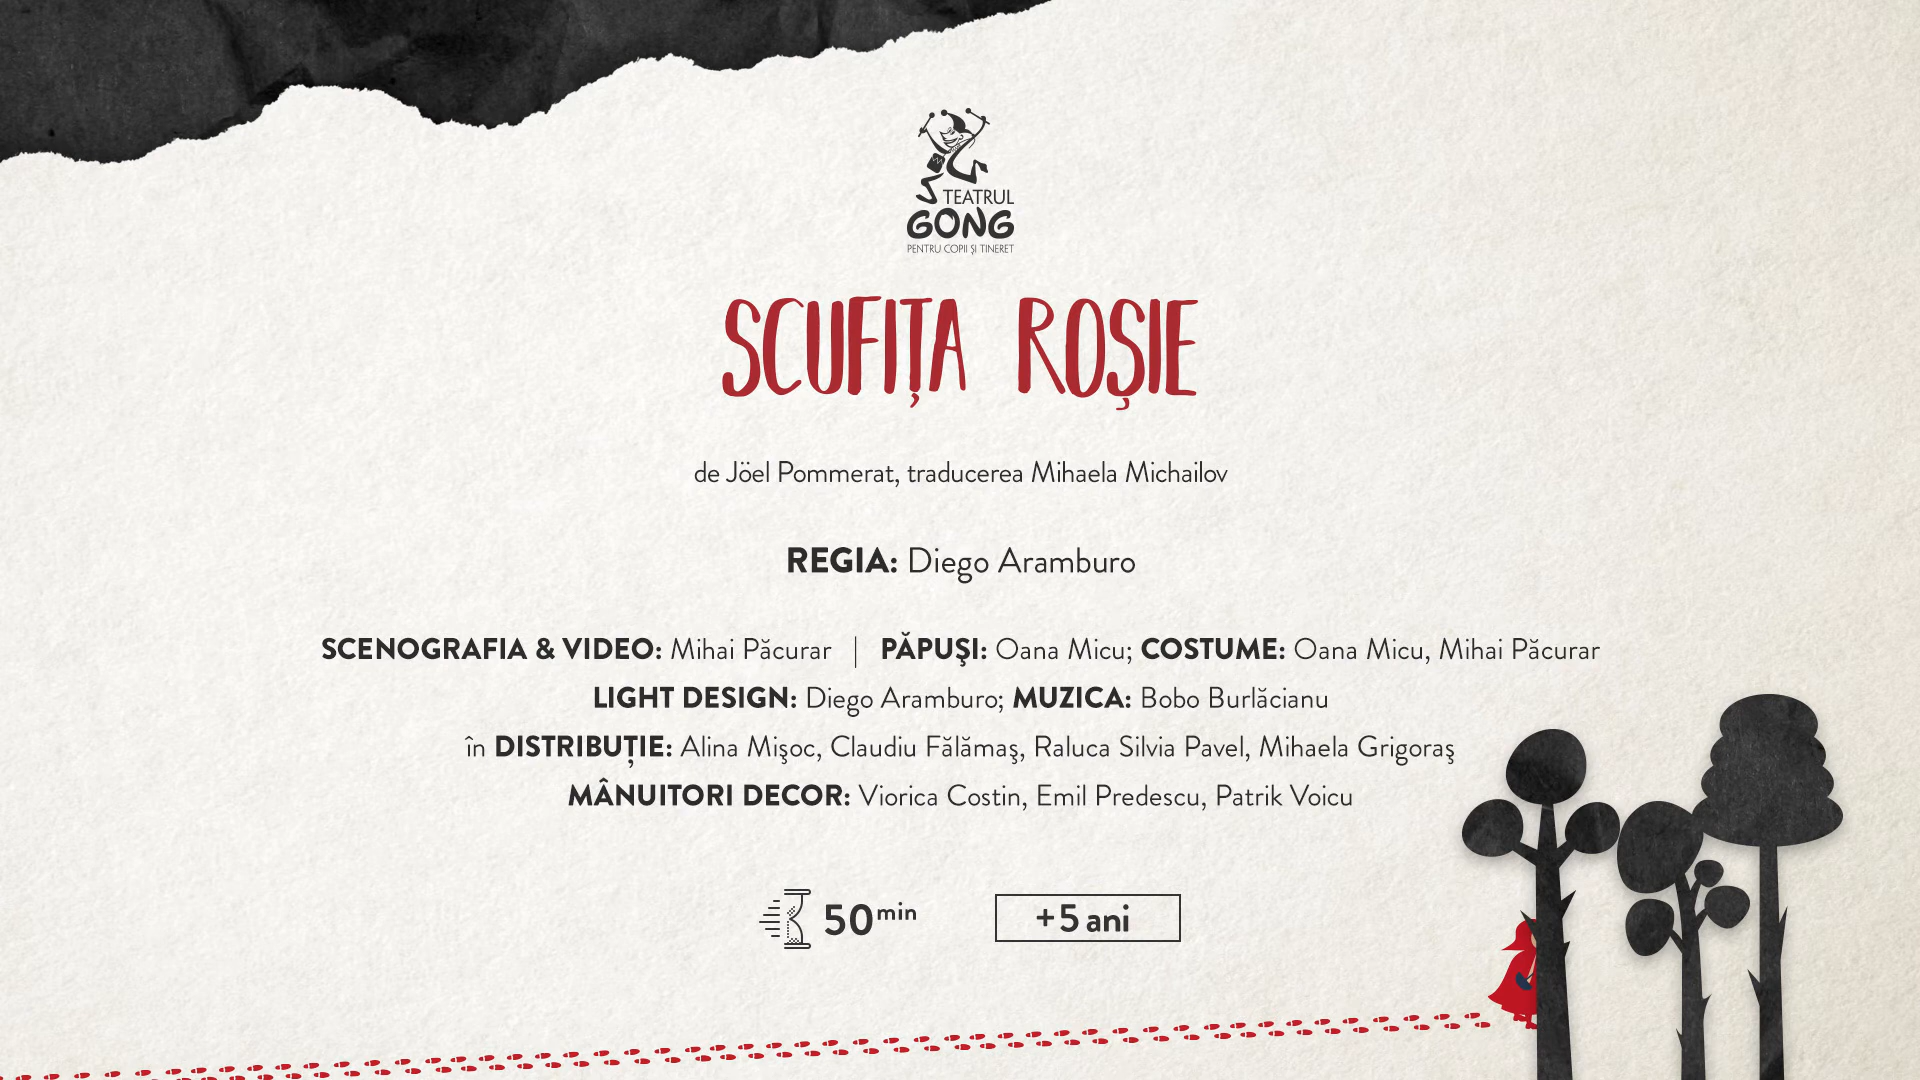 TEATRUL
GONG
PENTRU COPII ȘI TINERET
SCUFIȚA ROȘIE
de Jöel Pommerat, traducerea Mihaela Michailov
REGIA: Diego Aramburo
SCENOGRAFIA & VIDEO: Mihai Păcurar | PĂPUŞI: Oana Micu; COSTUME: Oana Micu, Mihai Păcurar
LIGHT DESIGN: Diego Aramburo; MUZICA: Bobo Burlăcianu
în DISTRIBUȚIE: Alina Mişoc, Claudiu Fălămaş, Raluca Silvia Pavel, Mihaela Grigoraş
MÂNUITORI DECOR: Viorica Costin, Emil Predescu, Patrik Voicu
50 min
+5 ani